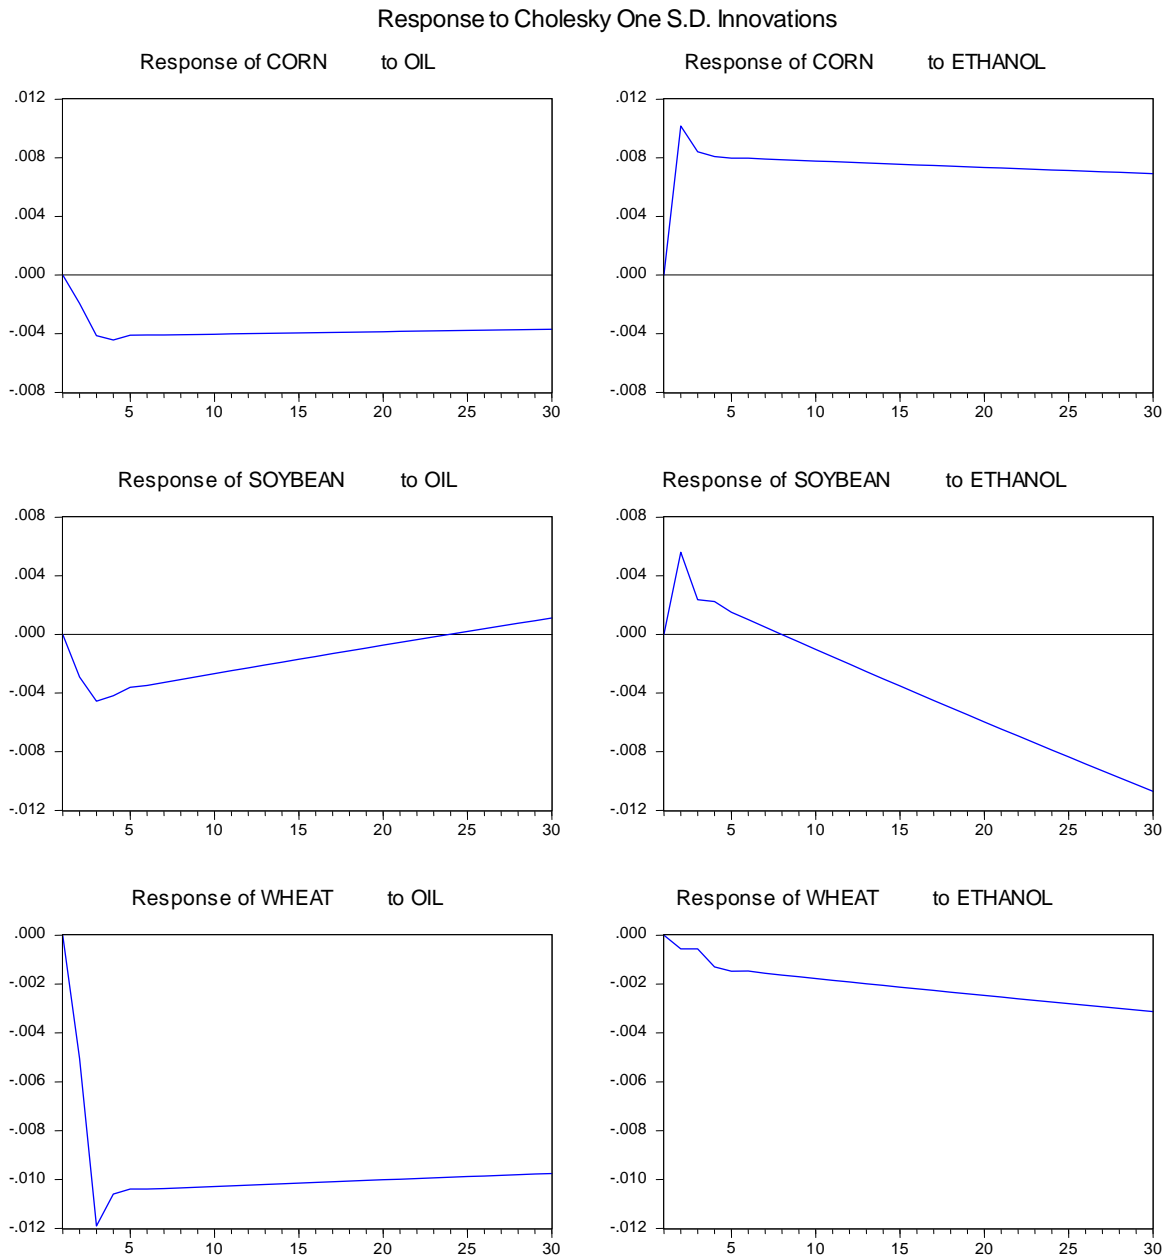 Response to Cholesky One S.D. Innovations
Response of CORN to OIL
.012
.008
.004
.000
-.004
-.008
5 10 15 20 25 30
Response of CORN to ETHANOL
.012
.008
.004
.000
-.004
-.008
5 10 15 20 25 30
Response of SOYBEAN to OIL
.008
.004
.000
-.004
-.008
-.012
5 10 15 20 25 30
Response of SOYBEAN to ETHANOL
.008
.004
.000
-.004
-.008
-.012
5 10 15 20 25 30
Response of WHEAT to OIL
.000
-.002
-.004
-.006
-.008
-.010
-.012
5 10 15 20 25 30
Response of WHEAT to ETHANOL
.000
-.002
-.004
-.006
-.008
-.010
-.012
5 10 15 20 25 30